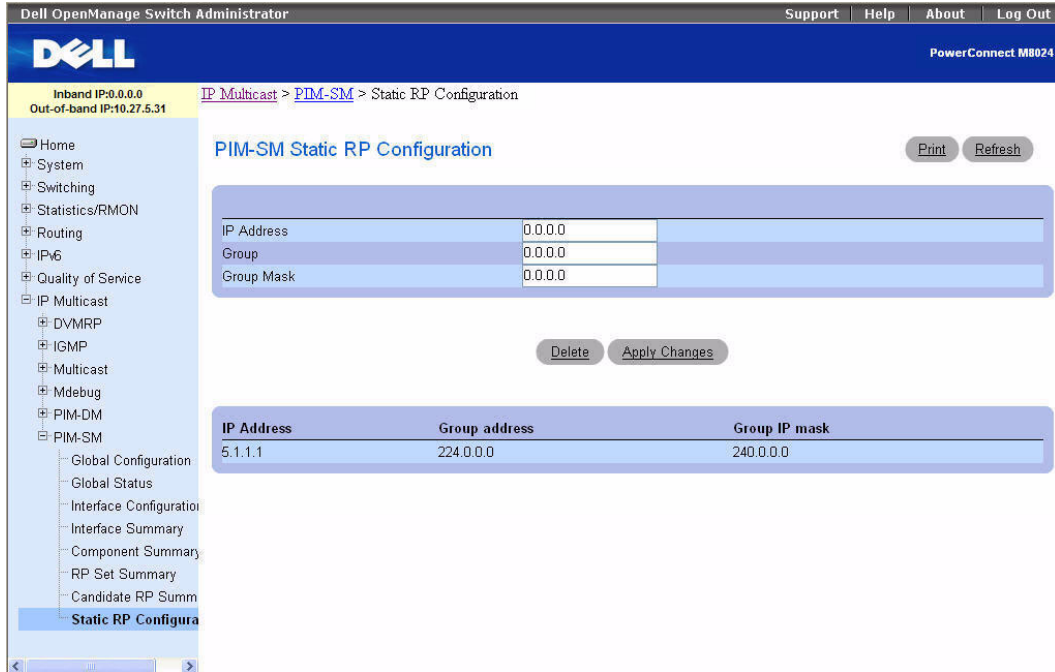 Dell OpenManage Switch Administrator
Support | Help | About | Log Out
DELL
PowerConnect M8024
Inband IP:0.0.0.0
Out-of-band IP:10.27.5.31
IP Multicast > PIM-SM > Static RP Configuration
Home
System
Switching
Statistics/RMON
Routing
IPv6
Quality of Service
IP Multicast
DVMRP
IGMP
Multicast
Mdebug
PIM-DM
PIM-SM
Global Configuration
Global Status
Interface Configuration
Interface Summary
Component Summary
RP Set Summary
Candidate RP Summ
Static RP Configura
PIM-SM Static RP Configuration
Print Refresh
IP Address 0.0.0.0
Group 0.0.0.0
Group Mask 0.0.0.0
Delete Apply Changes
IP Address Group address Group IP mask
5.1.1.1 224.0.0.0 240.0.0.0